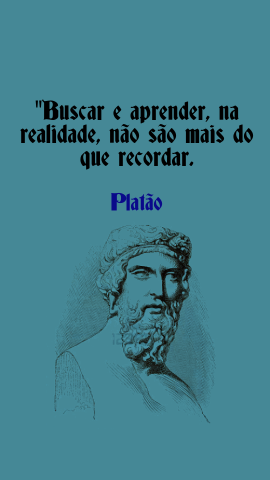 "Buscar e aprender, na
realidade, não são mais do
que recordar.
Platão